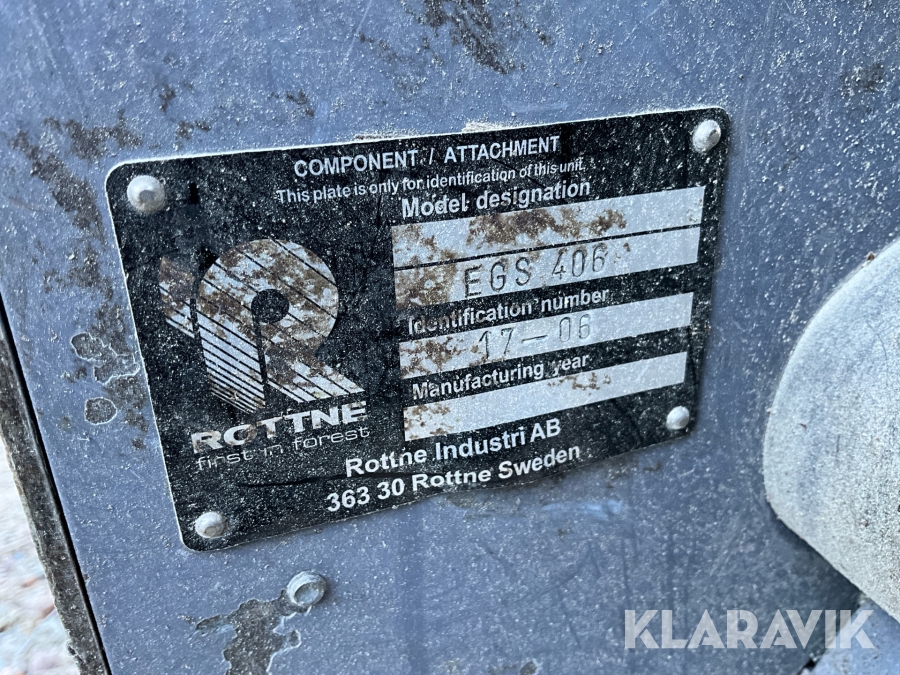 COMPONENT / ATTACHMENT
This plate is only for identification of this unit.
Model designation
EGS 406
Identification number
17-06
Manufacturing year
ROTTNE
first in forest
Rottne Industri AB
363 30 Rottne Sweden
KLARAVIK